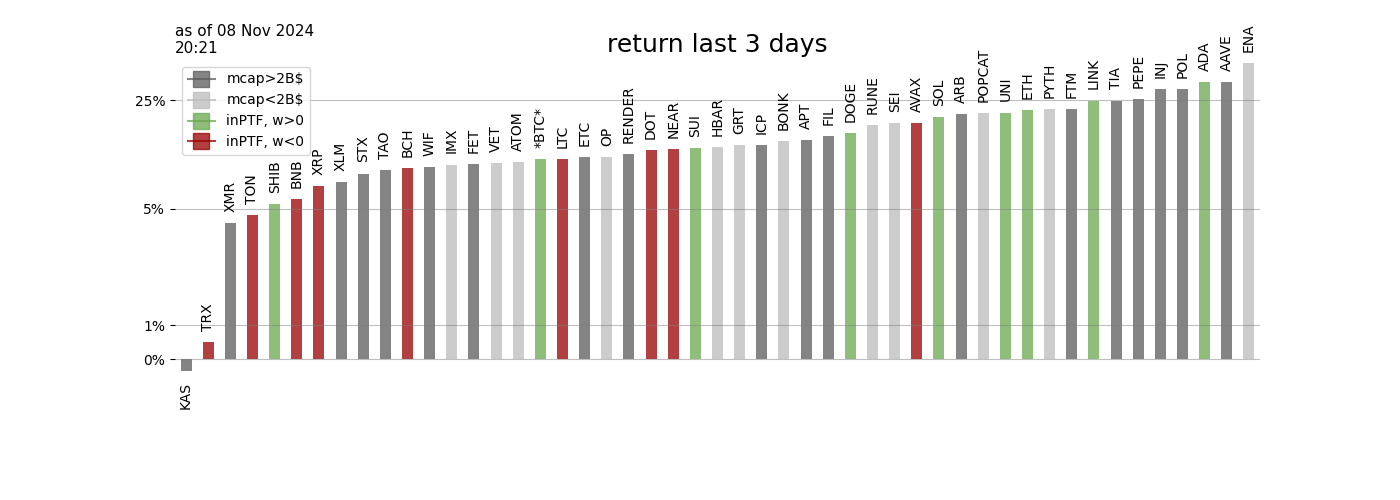 as of 08 Nov 2024
20:21
return last 3 days
mcap>2B$
mcap<2B$
inPTF, w>0
inPTF, w<0
25%
5%
1%
0%
KAS
TRX
XMR
TON
SHIB
BNB
XRP
XLM
STX
TAO
BCH
WIF
IMX
FET
VET
ATOM
*BTC*
LTC
ETC
OP
RENDER
DOT
NEAR
SUI
HBAR
GRT
ICP
BONK
APT
FIL
DOGE
RUNE
SEI
AVAX
SOL
ARB
POPCAT
UNI
ETH
PYTH
FTM
LINK
TIA
PEPE
INJ
POL
ADA
AAVE
ENA